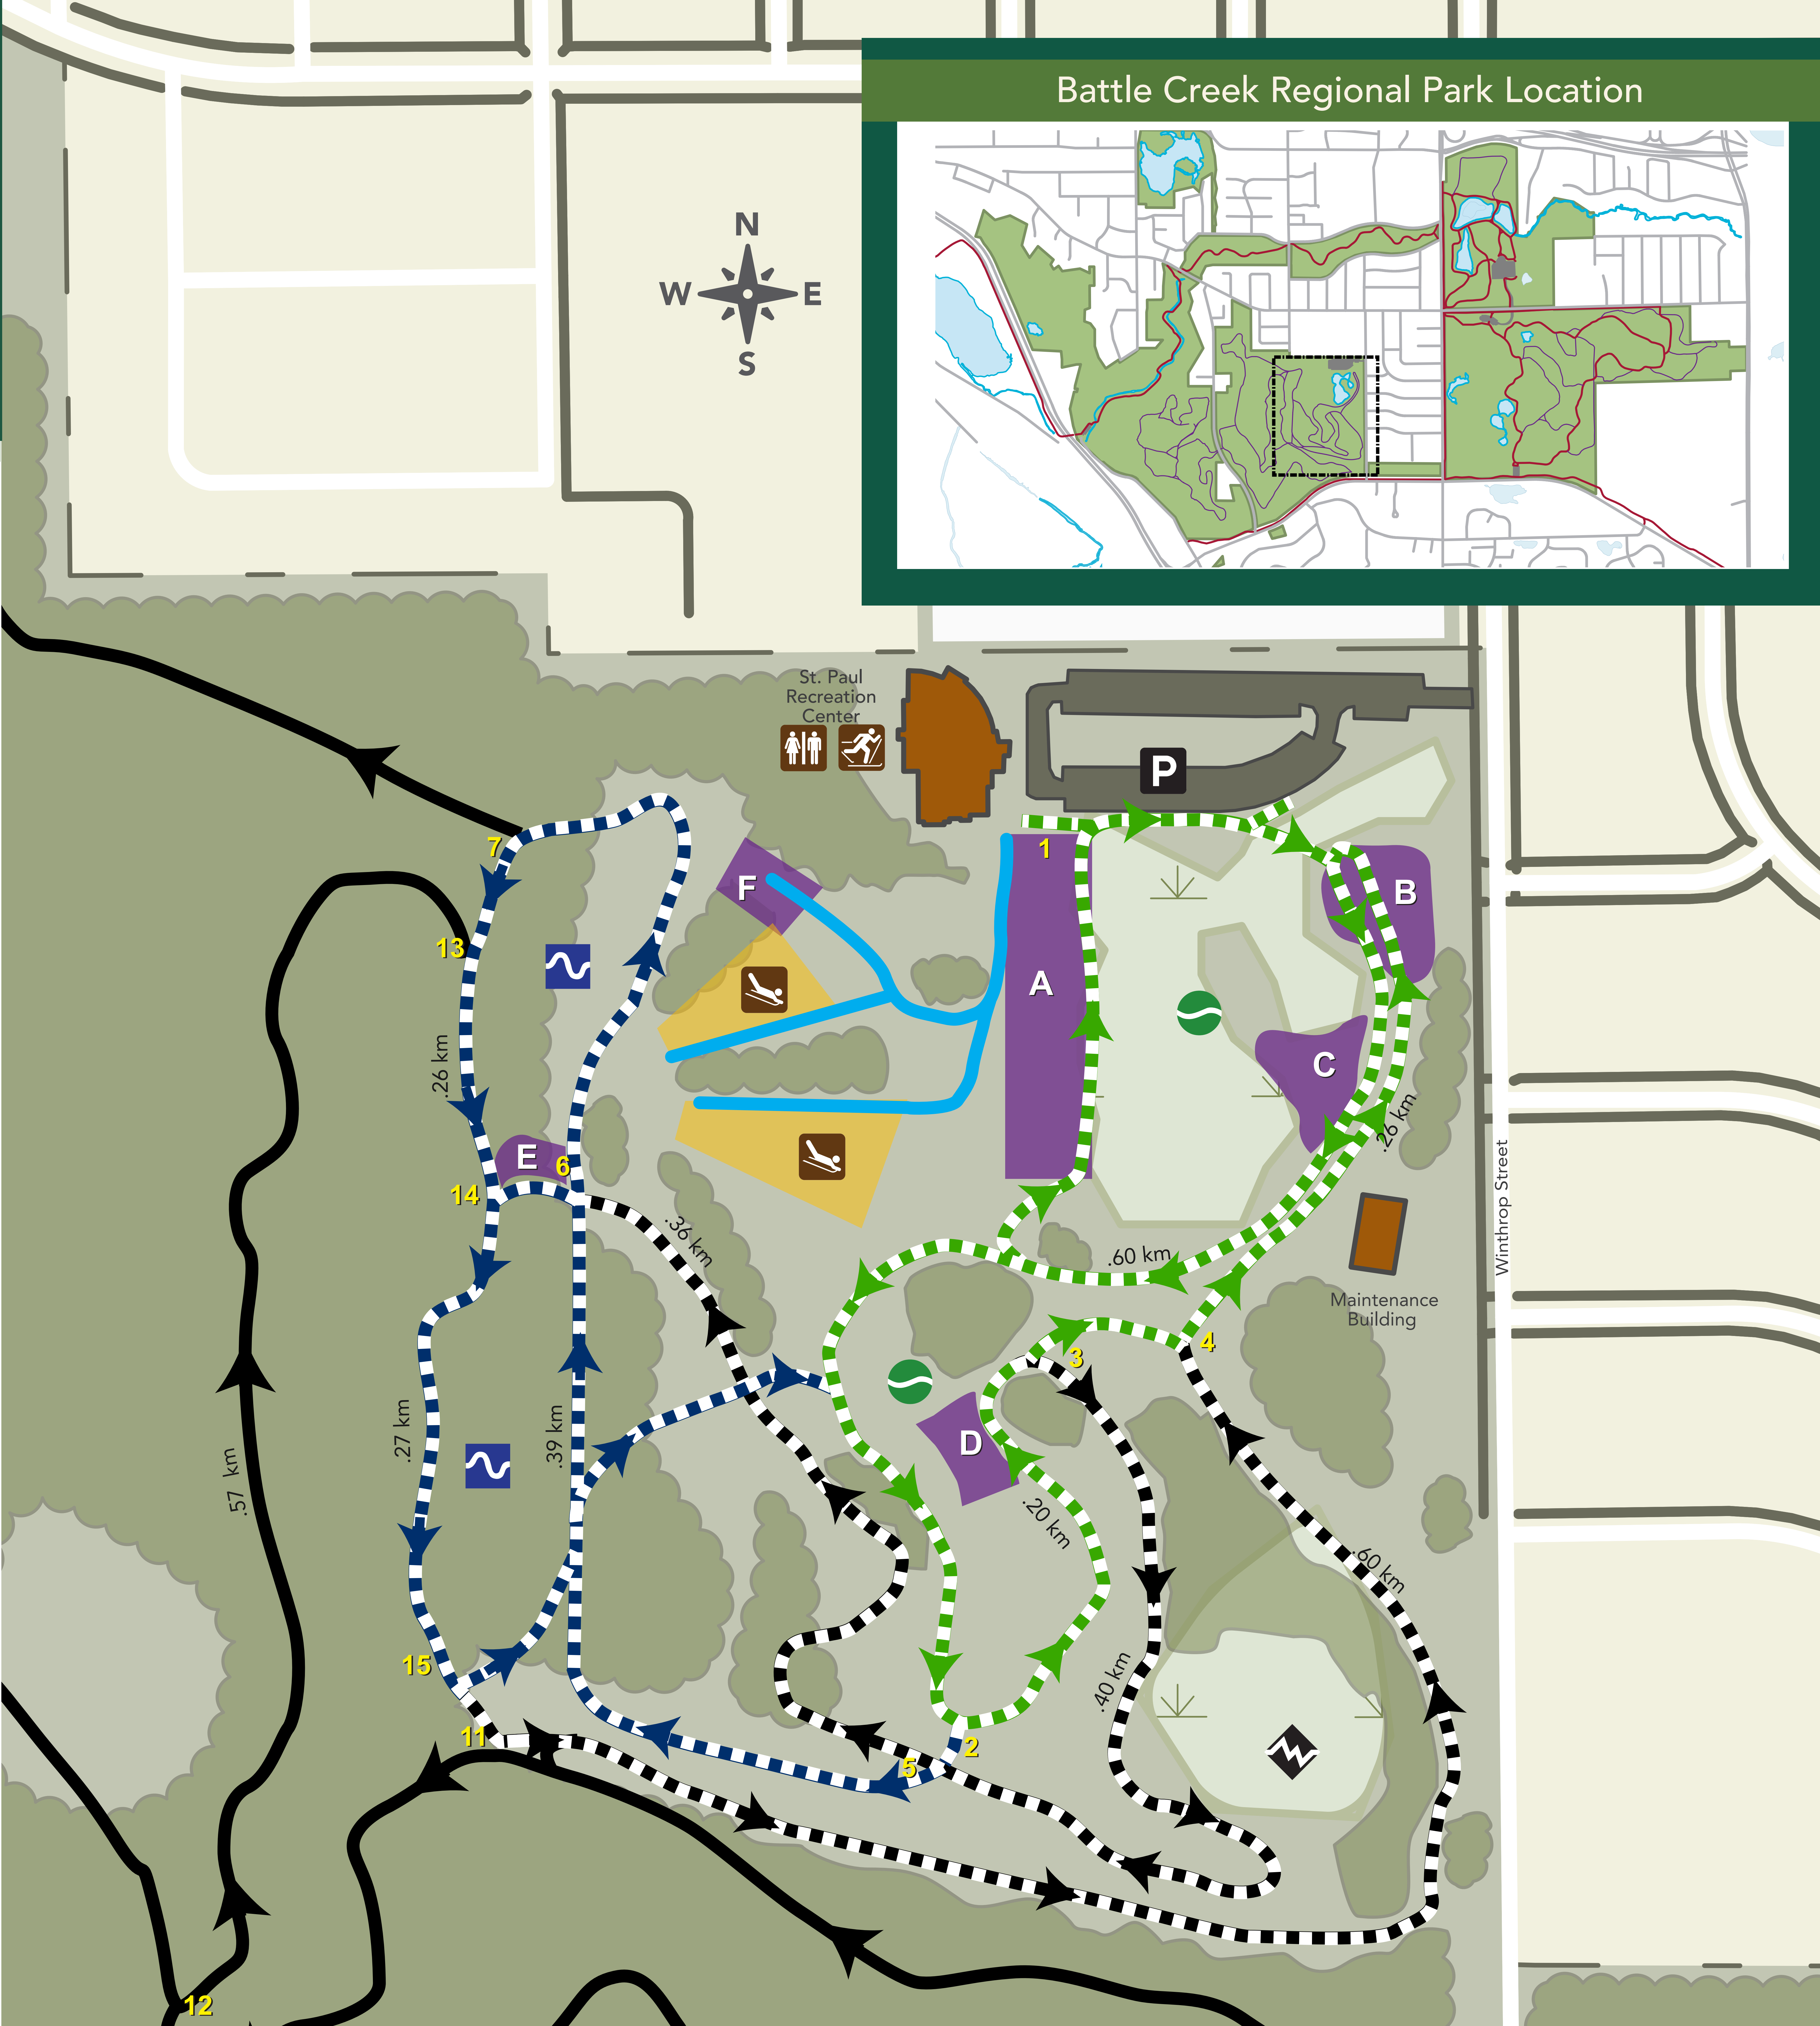 Battle Creek Regional Park Location
N
W
E
S
St. Paul
Recreation
Center
P
7
1
F
B
13
A
C
.26 km
.26 km
E
6
14
Winthrop Street
.36 km
.60 km
Maintenance
Building
4
3
.27 km
.39 km
D
.57 km
.20 km
.60 km
15
.40 km
11
2
5
12